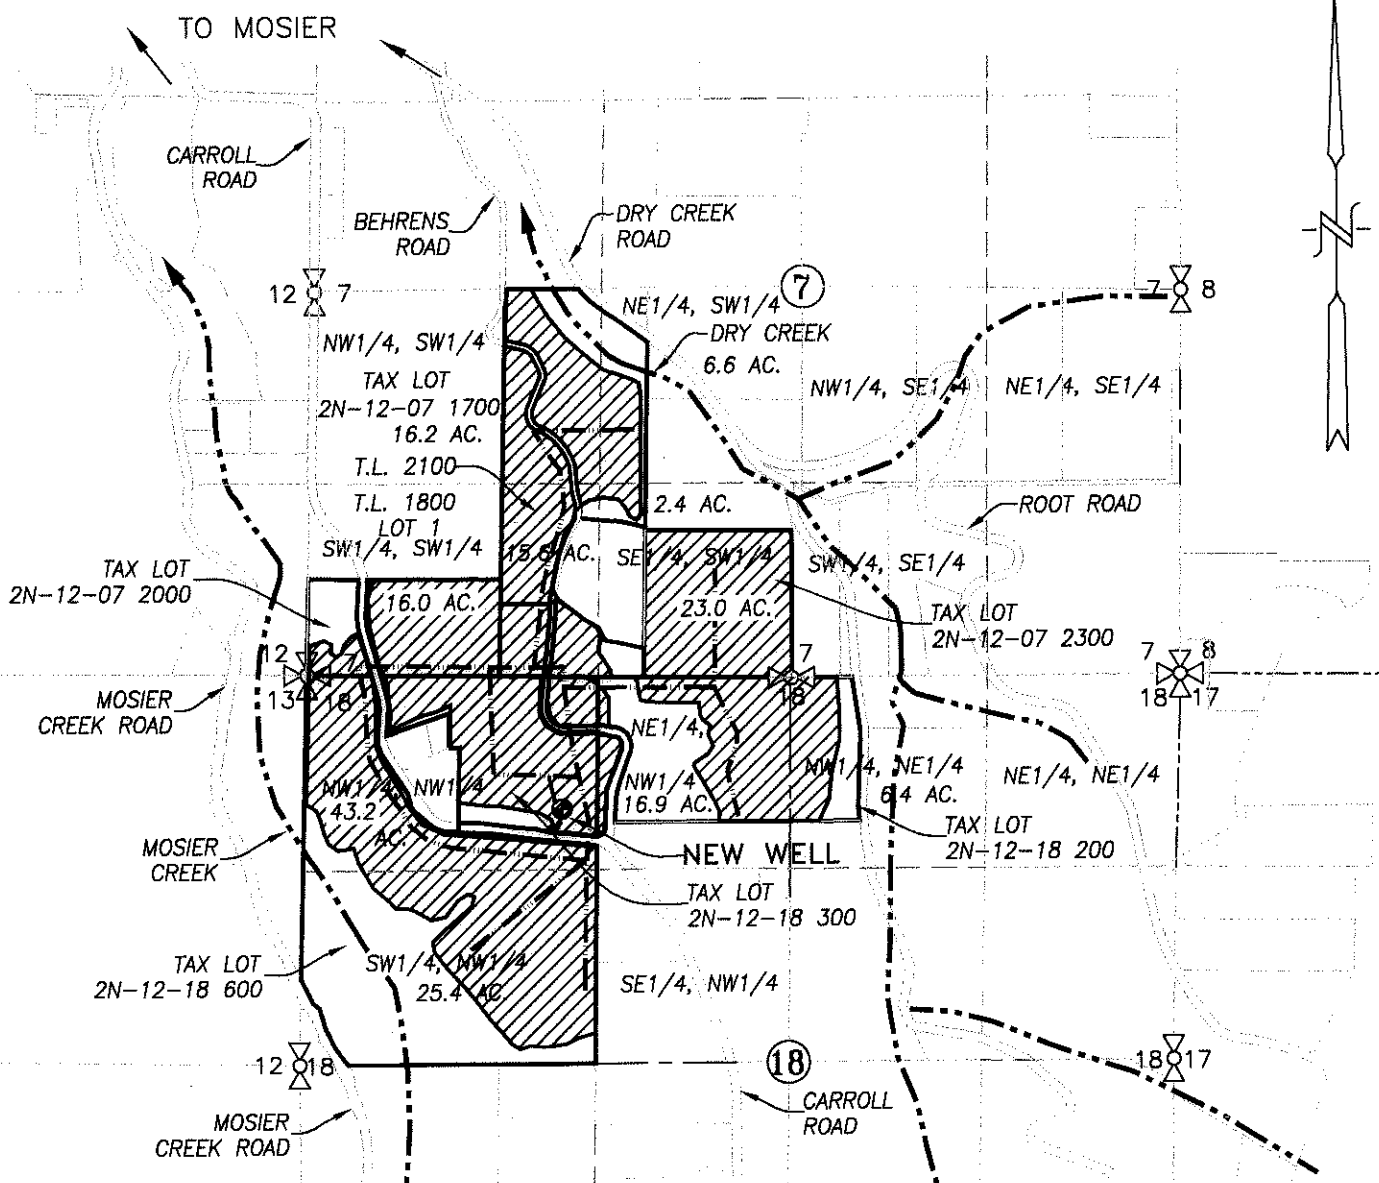 TO MOSIER
CARROLL
ROAD
BEHRENS
ROAD
DRY CREEK
ROAD
N
12 7
7
7 8
NE1/4, SW1/4
NW1/4, SW1/4
DRY CREEK
6.6 AC.
TAX LOT
2N-12-07 1700
16.2 AC.
NW1/4, SE1/4
NE1/4, SE1/4
T.L. 2100
T.L. 1800
LOT 1
SW1/4, SW1/4
2.4 AC.
ROOT ROAD
15.6 AC.
SE1/4, SW1/4
SW1/4, SE1/4
TAX LOT
2N-12-07 2000
16.0 AC.
23.0 AC.
TAX LOT
2N-12-07 2300
12 7
13 18
7
18
7 8
18 17
MOSIER
CREEK ROAD
NE1/4,
NW1/4
16.9 AC.
NW1/4, NW1/4
43.2
AC.
NW1/4, NE1/4
6.4 AC.
NE1/4, NE1/4
TAX LOT
2N-12-18 200
MOSIER
CREEK
NEW WELL
TAX LOT
2N-12-18 300
TAX LOT
2N-12-18 600
SW1/4, NW1/4
25.4 AC.
SE1/4, NW1/4
12 18
18
18 17
MOSIER
CREEK ROAD
CARROLL
ROAD